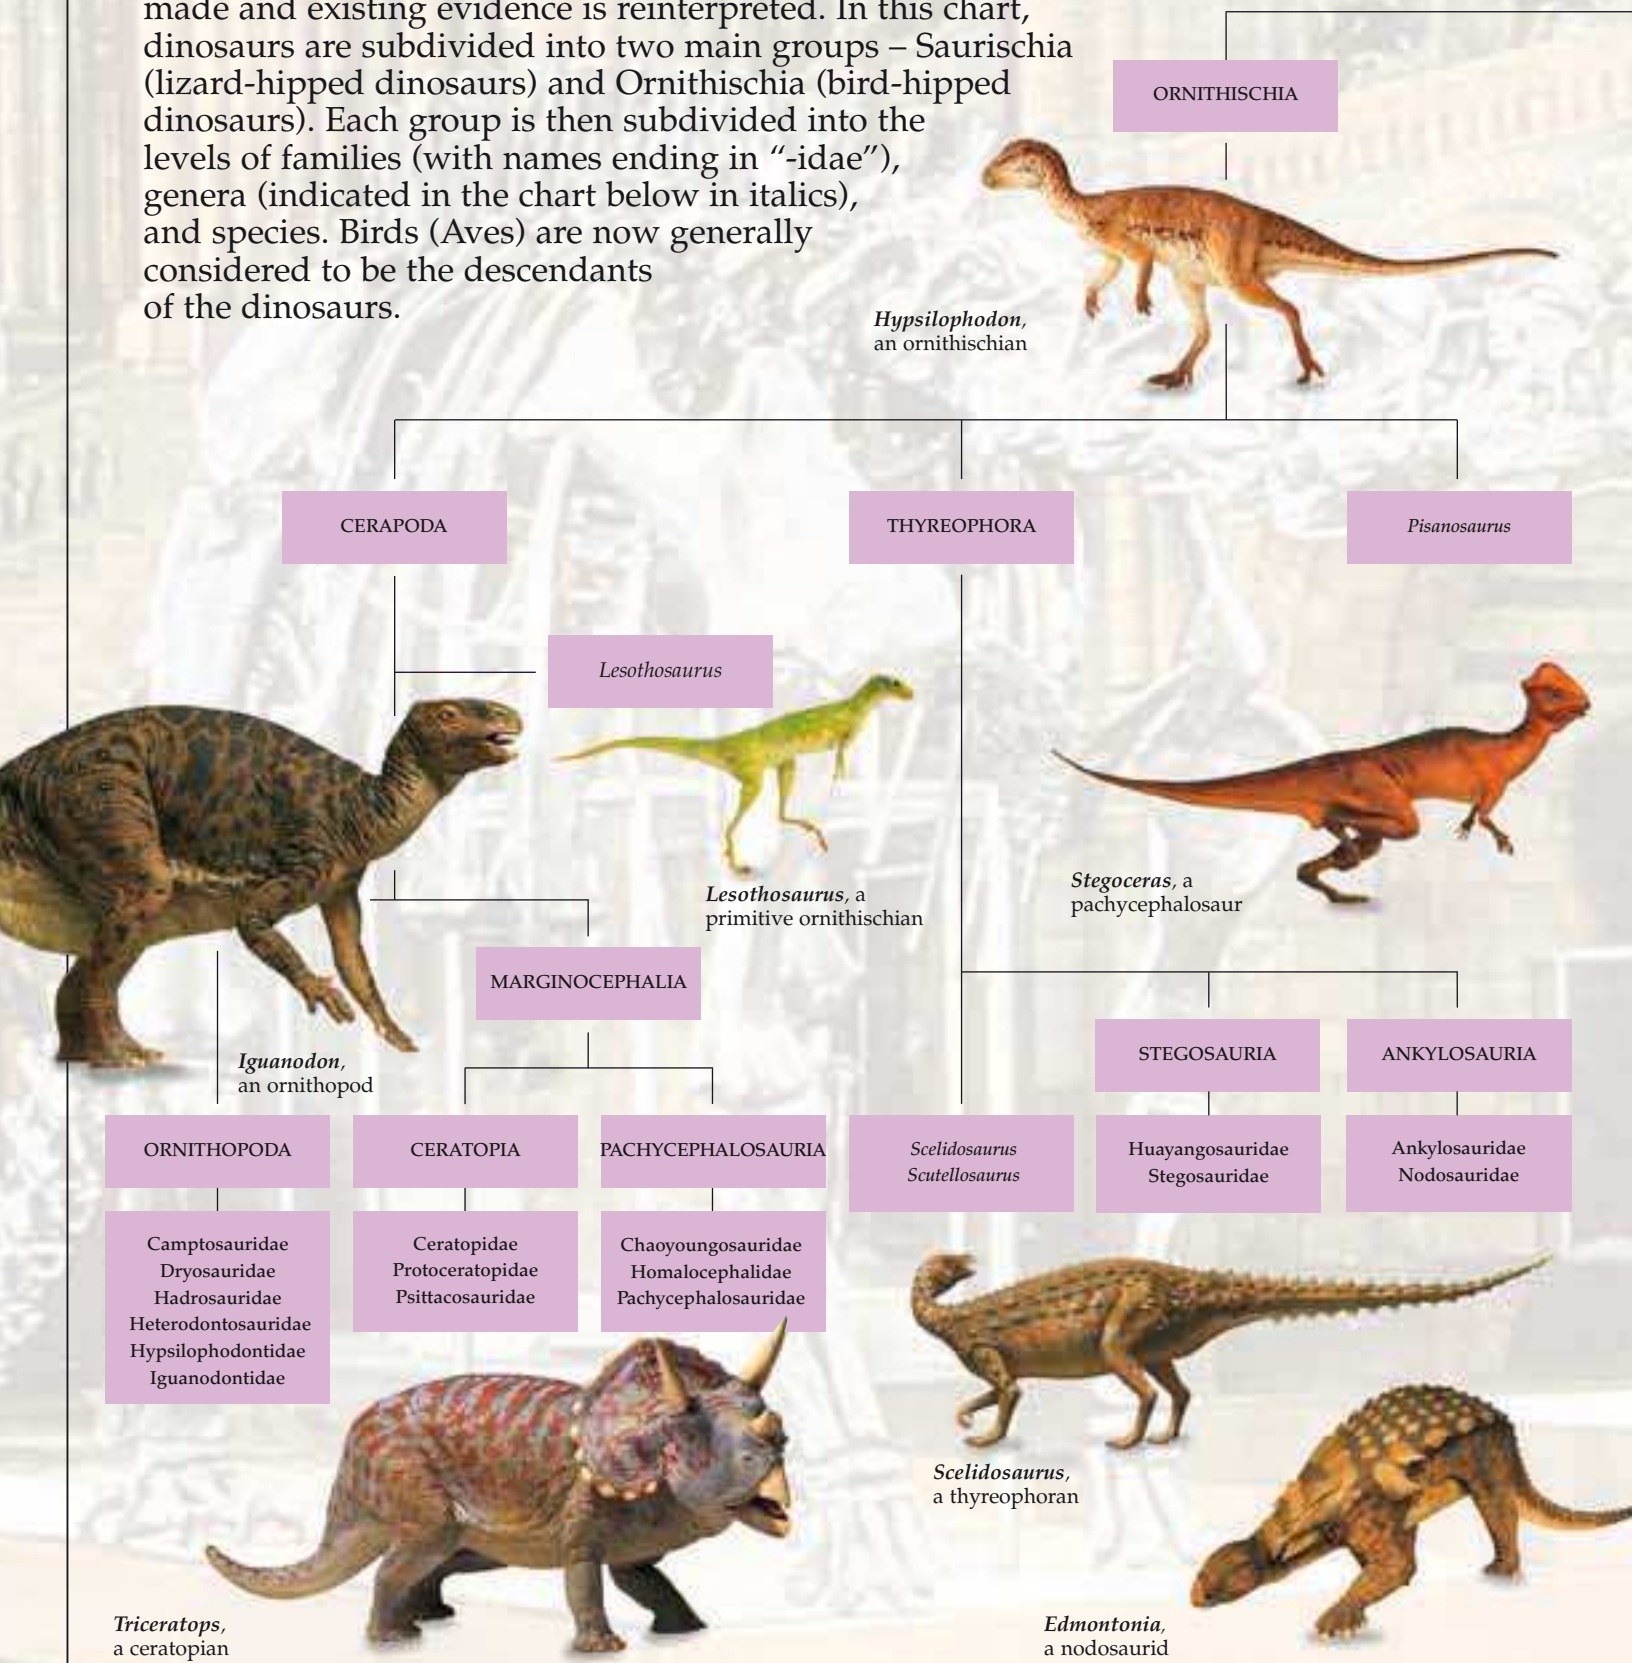 made and existing evidence is reinterpreted. In this chart,
dinosaurs are subdivided into two main groups – Saurischia
(lizard-hipped dinosaurs) and Ornithischia (bird-hipped
dinosaurs). Each group is then subdivided into the
levels of families (with names ending in “-idae”),
genera (indicated in the chart below in italics),
and species. Birds (Aves) are now generally
considered to be the descendants
of the dinosaurs.
ORNITHISCHIA
Hypsilophodon,
an ornithischian
CERAPODA
THYREOPHORA
Pisanosaurus
Lesothosaurus
Lesothosaurus, a
primitive ornithischian
Stegoceras, a
pachycephalosaur
MARGINOCEPHALIA
Iguanodon,
an ornithopod
STEGOSAURIA
ANKYLOSAURIA
ORNITHOPODA
CERATOPIA
PACHYCEPHALOSAURIA
Scelidosaurus
Scutellosaurus
Huayangosauridae
Stegosauridae
Ankylosauridae
Nodosauridae
Camptosauridae
Dryosauridae
Hadrosauridae
Heterodontosauridae
Hypsilophodontidae
Iguanodontidae
Ceratopidae
Protoceratopidae
Psittacosauridae
Chaoyoungosauridae
Homalocephalidae
Pachycephalosauridae
Scelidosaurus,
a thyreophoran
Triceratops,
a ceratopian
Edmontonia,
a nodosaurid